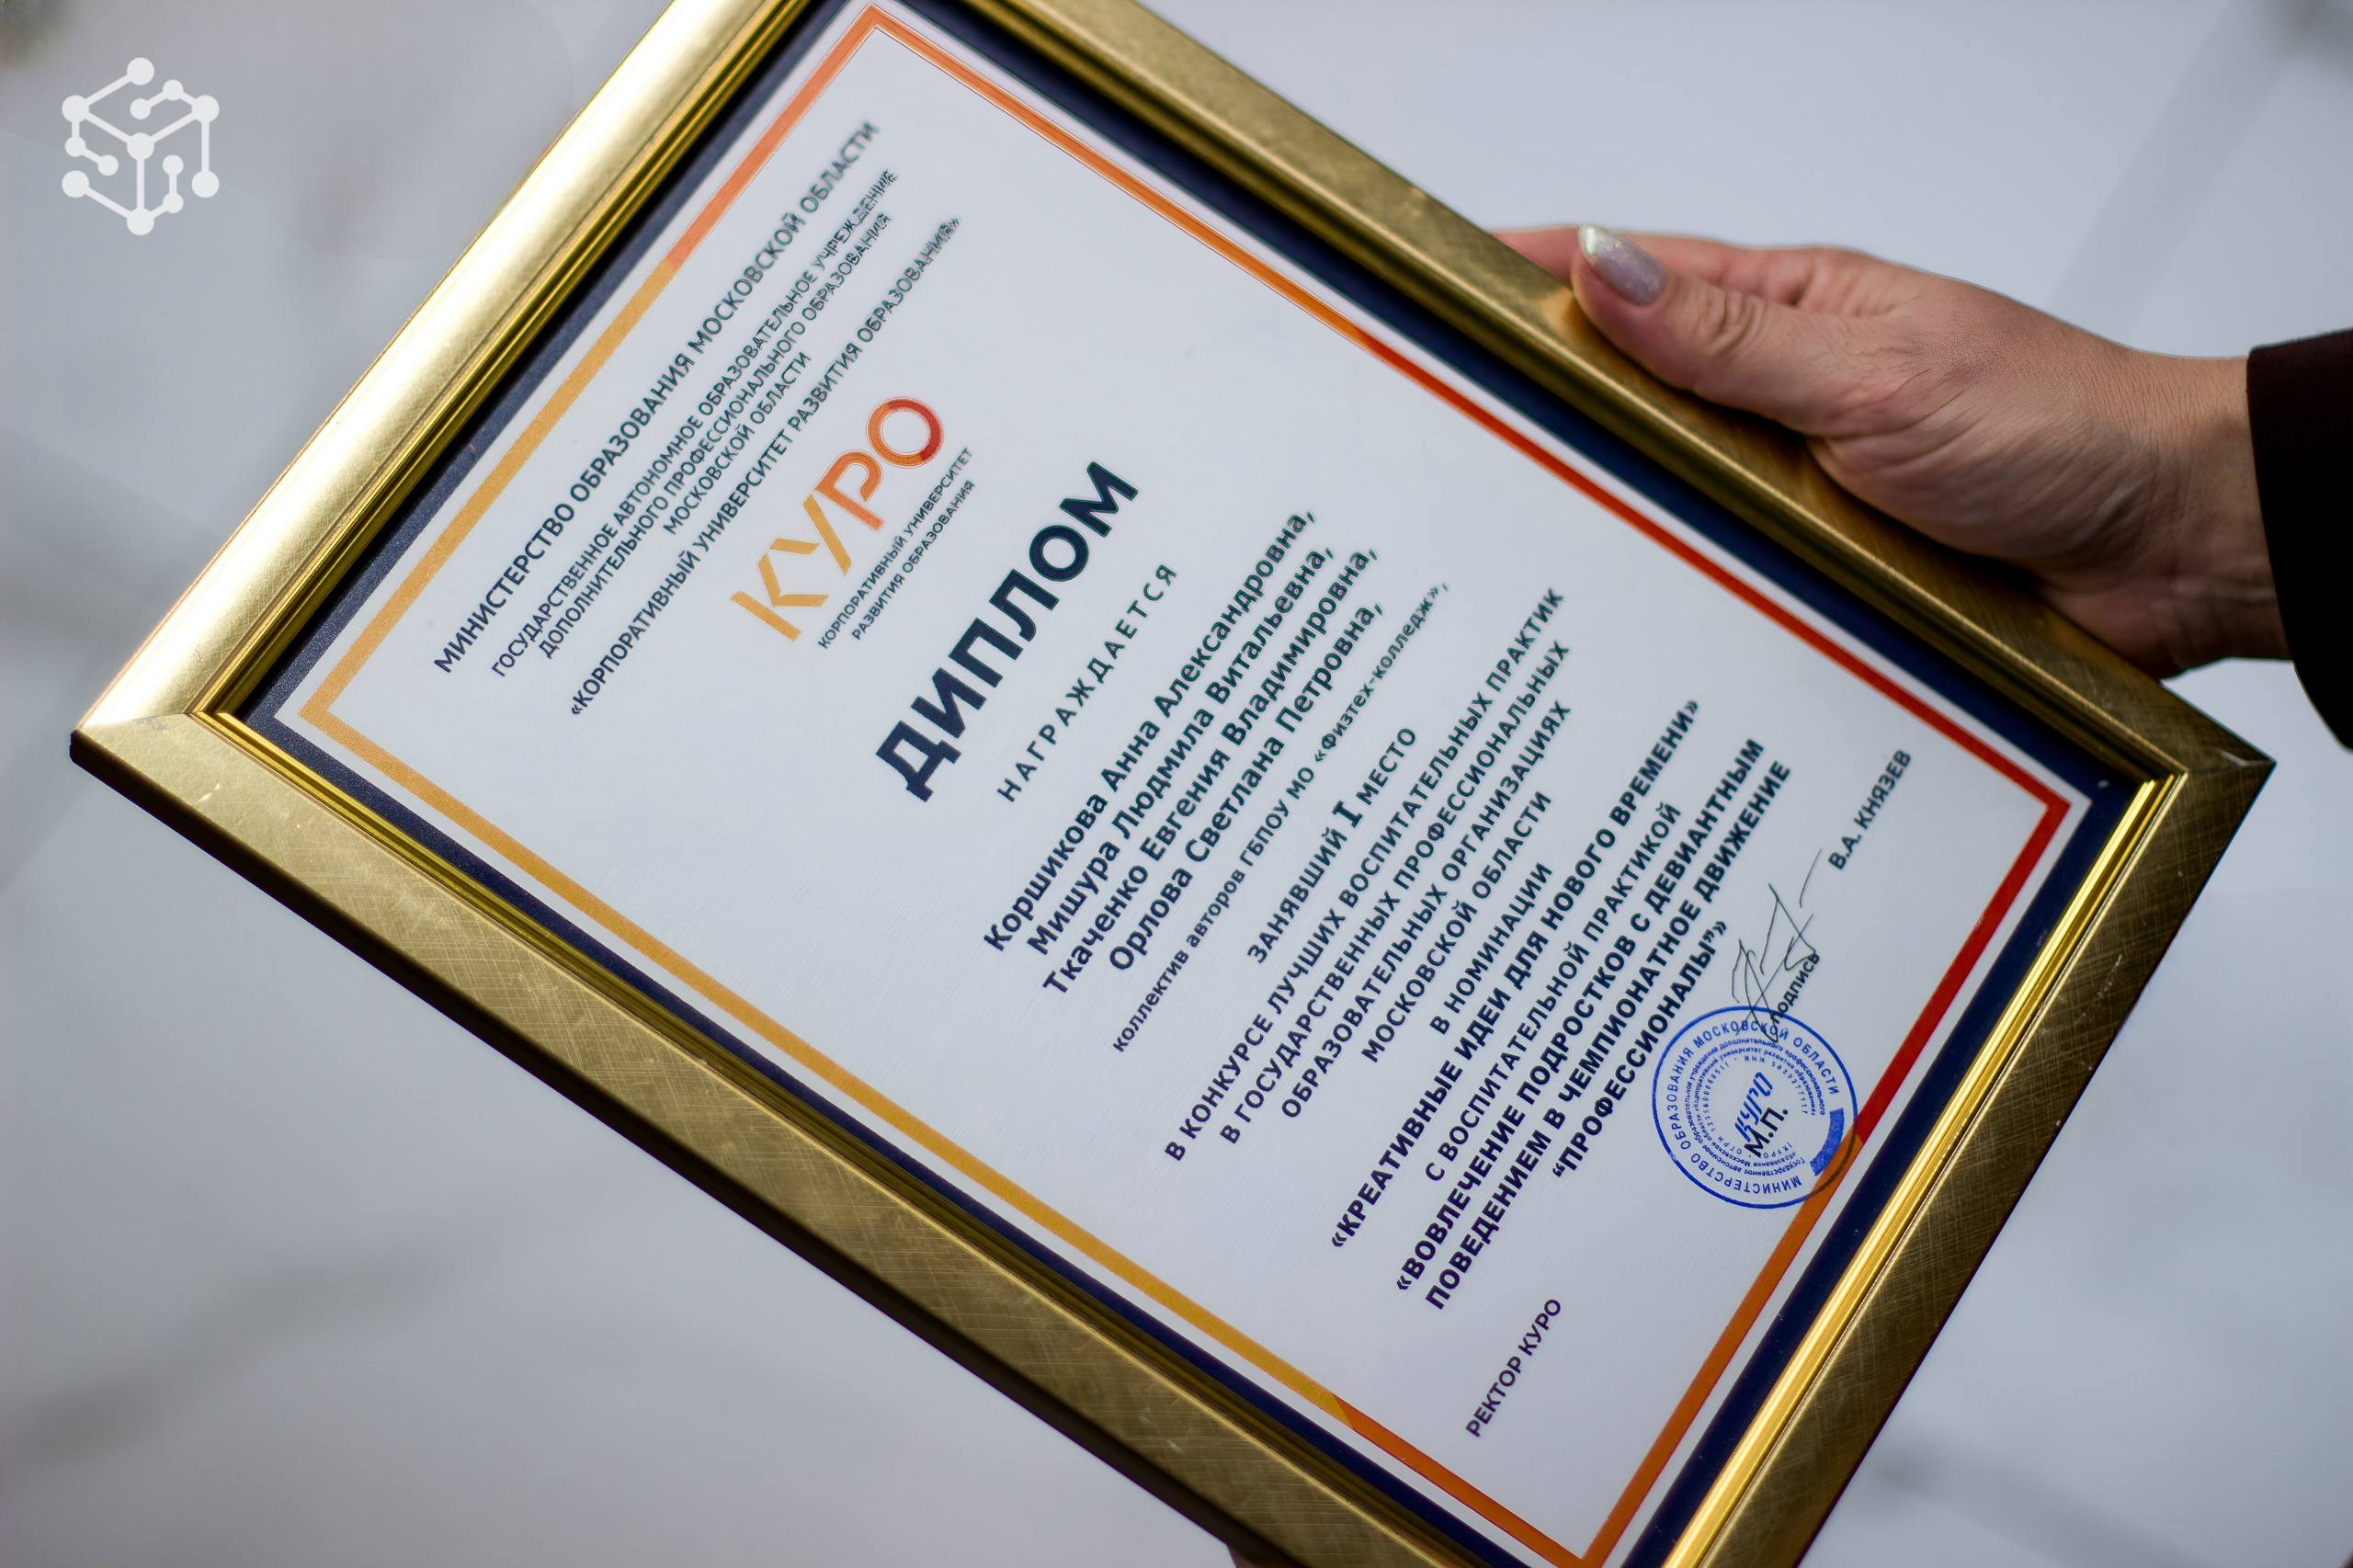 МИНИСТЕРСТВО ОБРАЗОВАНИЯ МОСКОВСКОЙ ОБЛАСТИ
ГОСУДАРСТВЕННОЕ АВТОНОМНОЕ ОБРАЗОВАТЕЛЬНОЕ УЧРЕЖДЕНИЕ
ДОПОЛНИТЕЛЬНОГО ПРОФЕССИОНАЛЬНОГО ОБРАЗОВАНИЯ
МОСКОВСКОЙ ОБЛАСТИ
«КОРПОРАТИВНЫЙ УНИВЕРСИТЕТ РАЗВИТИЯ ОБРАЗОВАНИЯ»
КУРО
КОРПОРАТИВНЫЙ УНИВЕРСИТЕТ
РАЗВИТИЯ ОБРАЗОВАНИЯ
ДИПЛОМ
НАГРАЖДАЕТСЯ
Коршикова Анна Александровна,
Мишура Людмила Витальевна,
Ткаченко Евгения Владимировна,
Орлова Светлана Петровна,
коллектив авторов ГБПОУ МО «Физтех-колледж»,
ЗАНЯВШИЙ I МЕСТО
В КОНКУРСЕ ЛУЧШИХ ВОСПИТАТЕЛЬНЫХ ПРАКТИК
В ГОСУДАРСТВЕННЫХ ПРОФЕССИОНАЛЬНЫХ
ОБРАЗОВАТЕЛЬНЫХ ОРГАНИЗАЦИЯХ
МОСКОВСКОЙ ОБЛАСТИ
В НОМИНАЦИИ
«КРЕАТИВНЫЕ ИДЕИ ДЛЯ НОВОГО ВРЕМЕНИ»
С ВОСПИТАТЕЛЬНОЙ ПРАКТИКОЙ
«ВОВЛЕЧЕНИЕ ПОДРОСТКОВ С ДЕВИАНТНЫМ
ПОВЕДЕНИЕМ В ЧЕМПИОНАТНОЕ ДВИЖЕНИЕ
“ПРОФЕССИОНАЛЫ”»
РЕКТОР КУРО
подпись
В.А. КНЯЗЕВ
МИНИСТЕРСТВО ОБРАЗОВАНИЯ МОСКОВСКОЙ ОБЛАСТИ
КУРО
М.П.